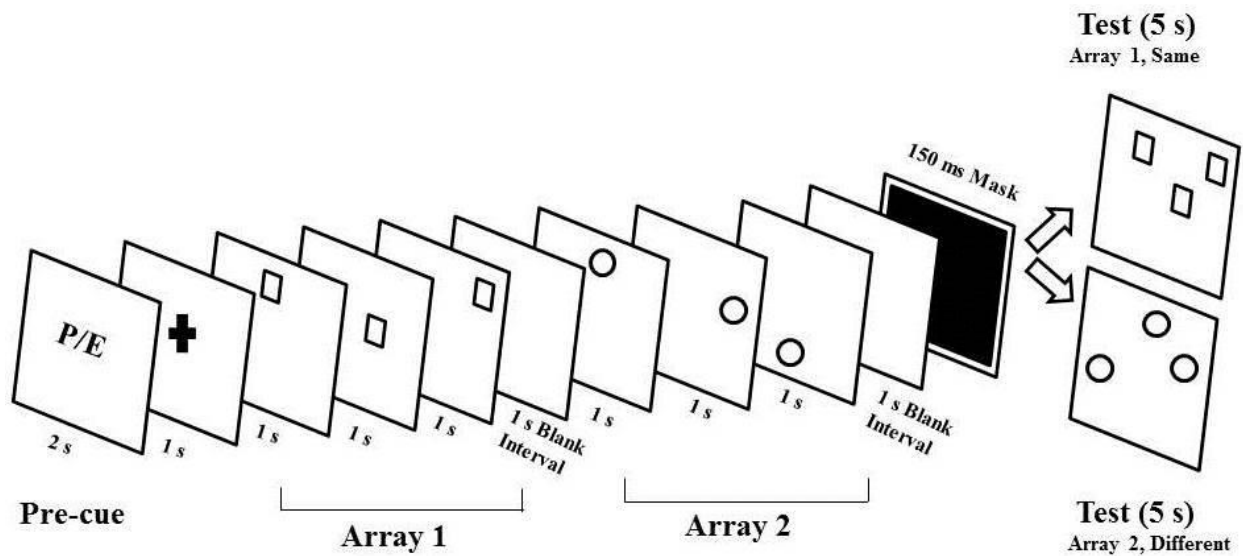 Test (5 s)
Array 1, Same
150 ms Mask
P/E
2 s
1 s
1 s
1 s
1 s
1 s Blank
Interval
1 s
1 s
1 s
1 s Blank
Interval
Pre-cue
Array 1
Array 2
Test (5 s)
Array 2, Different